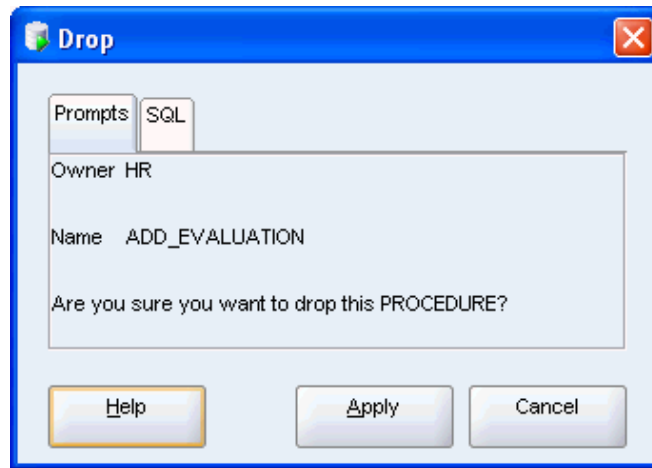 Drop
Prompts SQL
Owner HR
Name ADD_EVALUATION
Are you sure you want to drop this PROCEDURE?
Help Apply Cancel